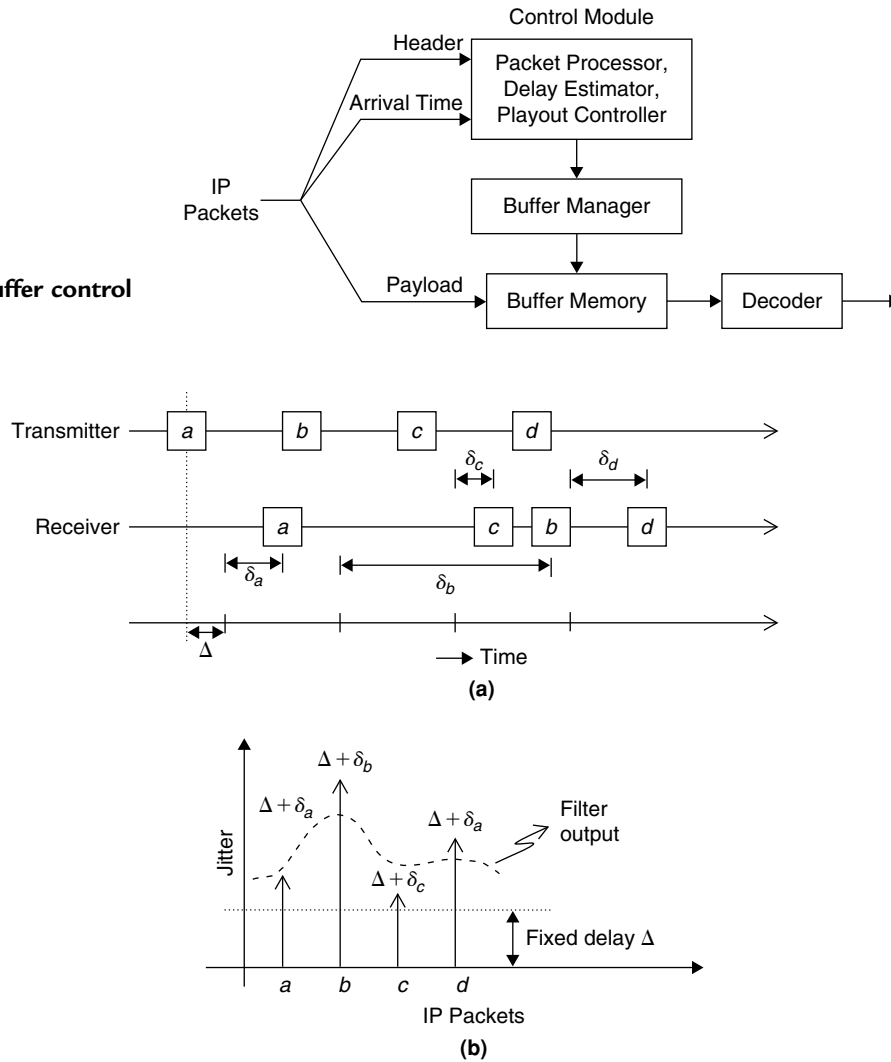 Control Module
Header
Packet Processor,
Delay Estimator,
Playout Controller
Arrival Time
IP
Packets
Buffer Manager
uffer control
Payload
Buffer Memory
Decoder
Transmitter
a
b
c
d
δc
δd
Receiver
a
c
b
d
δa
δb
Δ
Time
(a)
Δ + δb
Δ + δa
Δ + δa
Filter
output
Jitter
Δ + δc
Fixed delay Δ
a
b
c
d
IP Packets
(b)